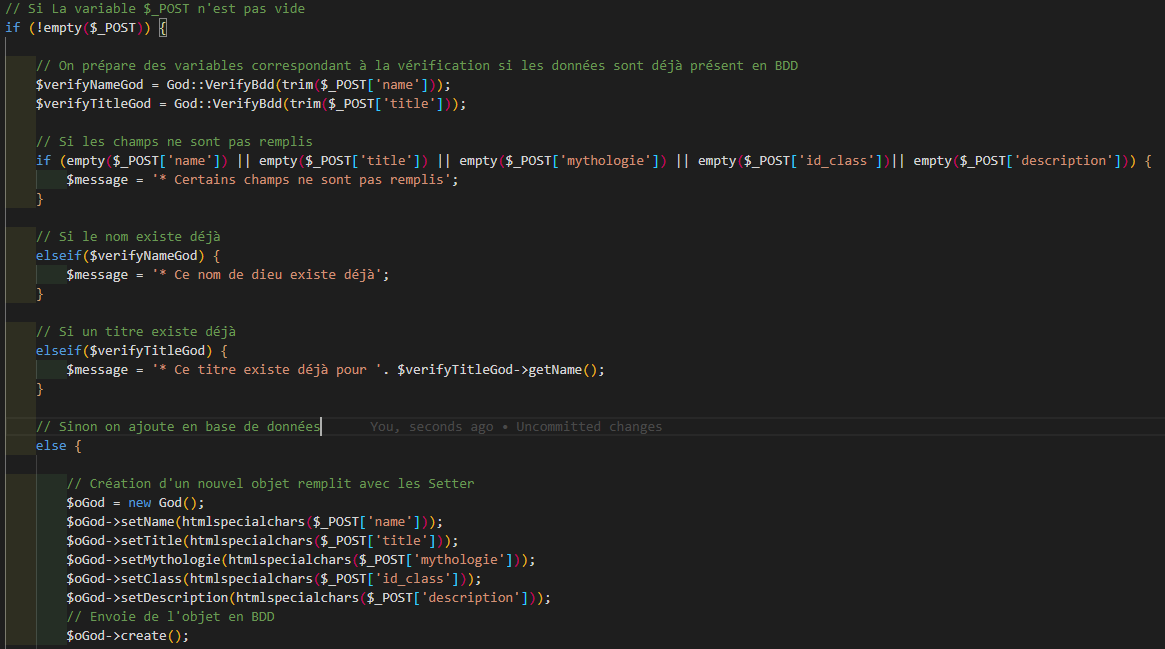 // Si La variable $_POST n'est pas vide
if (!empty($_POST)) {
// On prépare des variables correspondant à la vérification si les données sont déjà présent en BDD
$verifyNameGod = God::VerifyBdd(trim($_POST['name']));
$verifyTitleGod = God::VerifyBdd(trim($_POST['title']));
// Si les champs ne sont pas remplis
if (empty($_POST['name']) || empty($_POST['title']) || empty($_POST['mythologie']) || empty($_POST['id_class'])|| empty($_POST['description'])) {
$message = '* Certains champs ne sont pas remplis';
}
// Si le nom existe déjà
elseif($verifyNameGod) {
$message = '* Ce nom de dieu existe déjà';
}
// Si un titre existe déjà
elseif($verifyTitleGod) {
$message = '* Ce titre existe déjà pour '. $verifyTitleGod->getName();
}
// Sinon on ajoute en base de données You, seconds ago • Uncommitted changes
else {
// Création d'un nouvel objet remplit avec les Setter
$oGod = new God();
$oGod->setName(htmlspecialchars($_POST['name']));
$oGod->setTitle(htmlspecialchars($_POST['title']));
$oGod->setMythologie(htmlspecialchars($_POST['mythologie']));
$oGod->setClass(htmlspecialchars($_POST['id_class']));
$oGod->setDescription(htmlspecialchars($_POST['description']));
// Envoie de l'objet en BDD
$oGod->create();